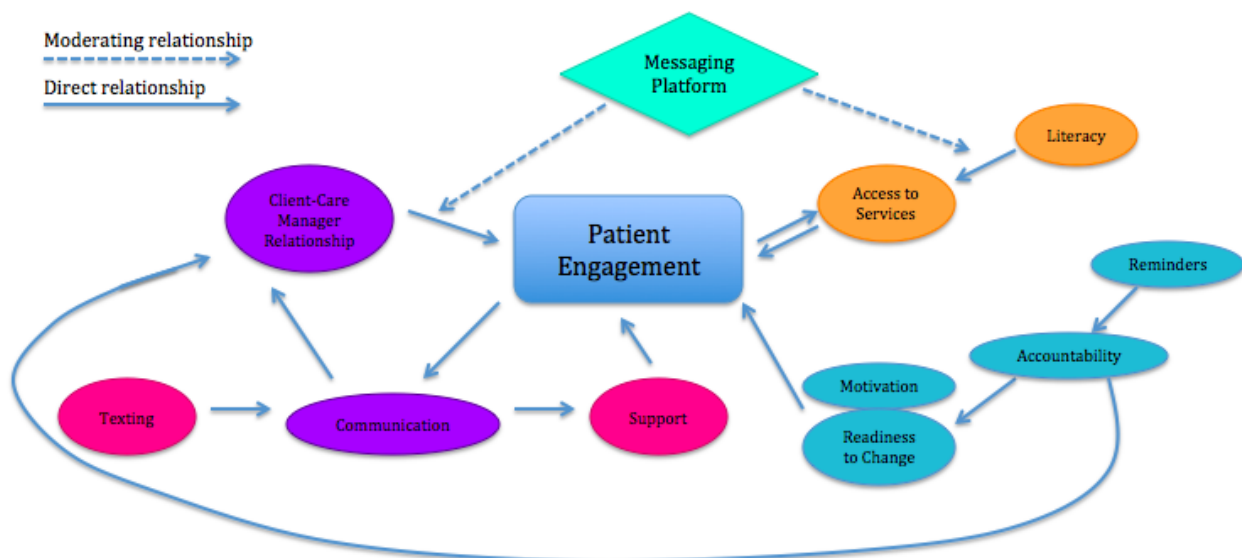 Moderating relationship
Direct relationship
Messaging
Platform
Literacy
Client-Care
Manager
Relationship
Access to
Services
Patient
Engagement
Reminders
Accountability
Motivation
Texting
Communication
Support
Readiness
to Change